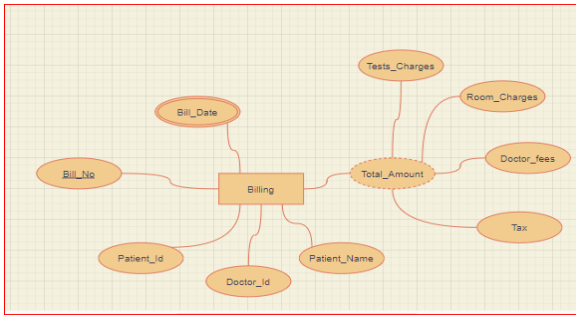 Tests_Charges
Room_Charges
Bill_Date
Doctor_fees
Bill_No
Total_Amount
Billing
Tax
Patient_Id
Patient_Name
Doctor_Id